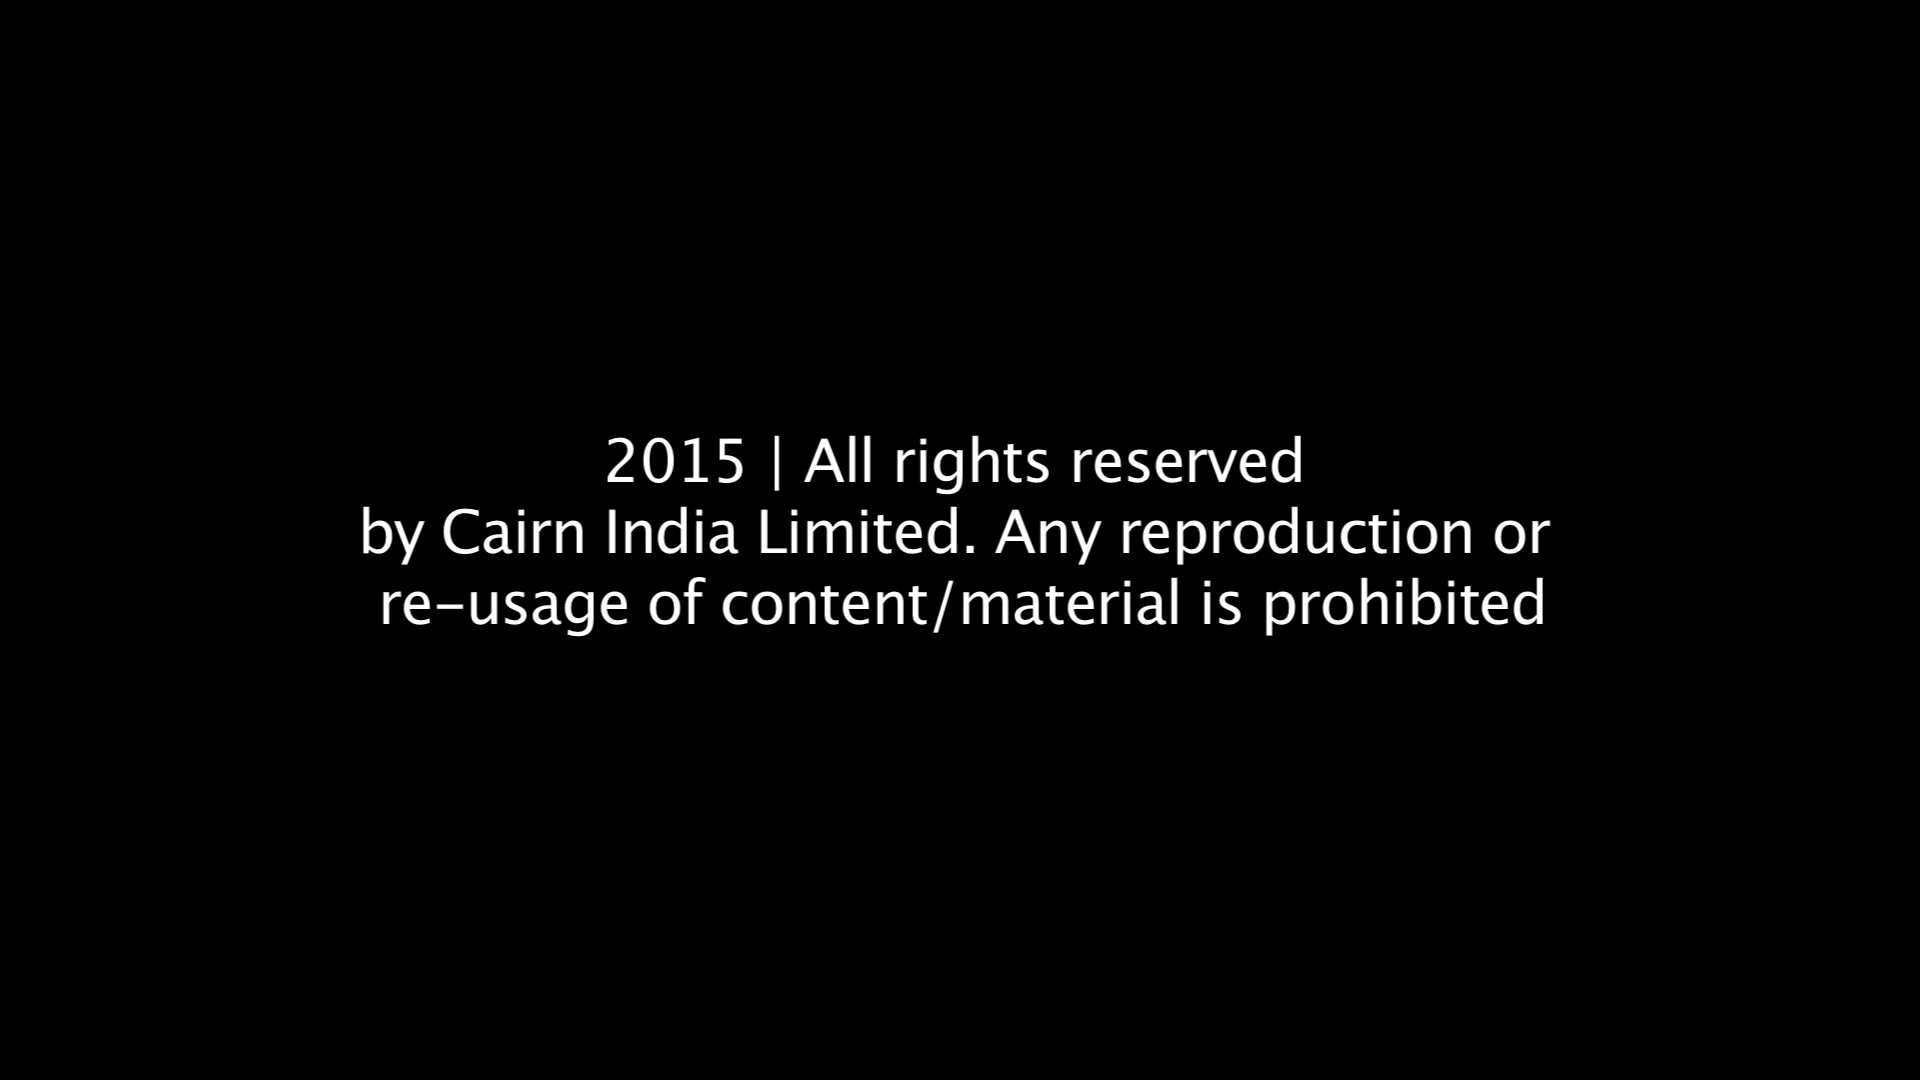 2015 | All rights reserved
by Cairn India Limited. Any reproduction or
re-usage of content/material is prohibited